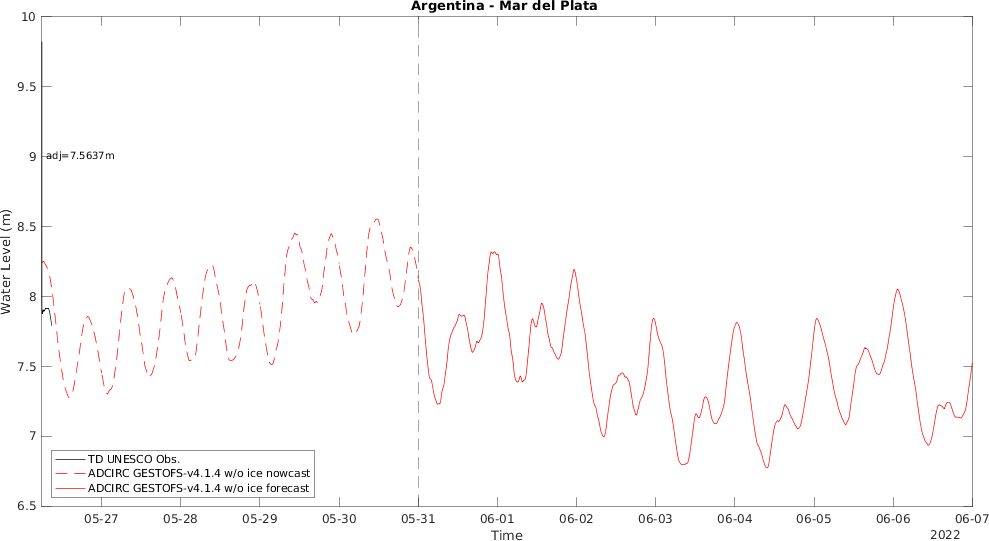 Argentina - Mar del Plata
10
9.5
9
8.5
8
7.5
7
6.5
Water Level (m)
adj=7.5637m
TD UNESCO Obs.
ADCIRC GESTOFS-v4.1.4 w/o ice nowcast
ADCIRC GESTOFS-v4.1.4 w/o ice forecast
05-27 05-28 05-29 05-30 05-31 06-01 06-02 06-03 06-04 06-05 06-06 06-07
Time
2022